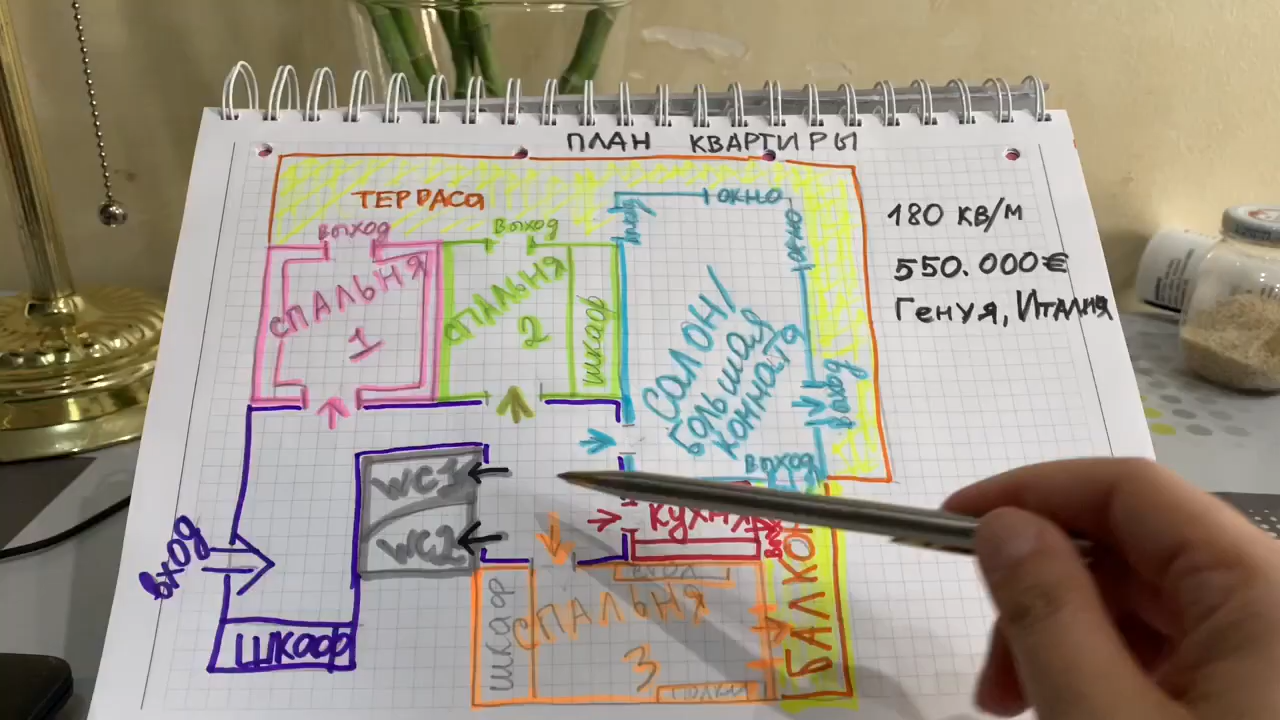 ПЛАН КВАРТИРЫ
ТЕРРАСА
ОКНО
180 КВ/М
550.000€
Генуя, Италия
ВЫХОД
ВЫХОД
ОКНО
СПАЛЬНЯ
1
СПАЛЬНЯ
2
шкаф
САЛОН/
БОЛЬШАЯ
КОМНАТА
ВЫХОД
ВЫХОД
WC1
КУХНЯ
WC2
ВХОД
БАЛКОН
шкаф
СПАЛЬНЯ
3
ШКАФ
ПОЛКИ